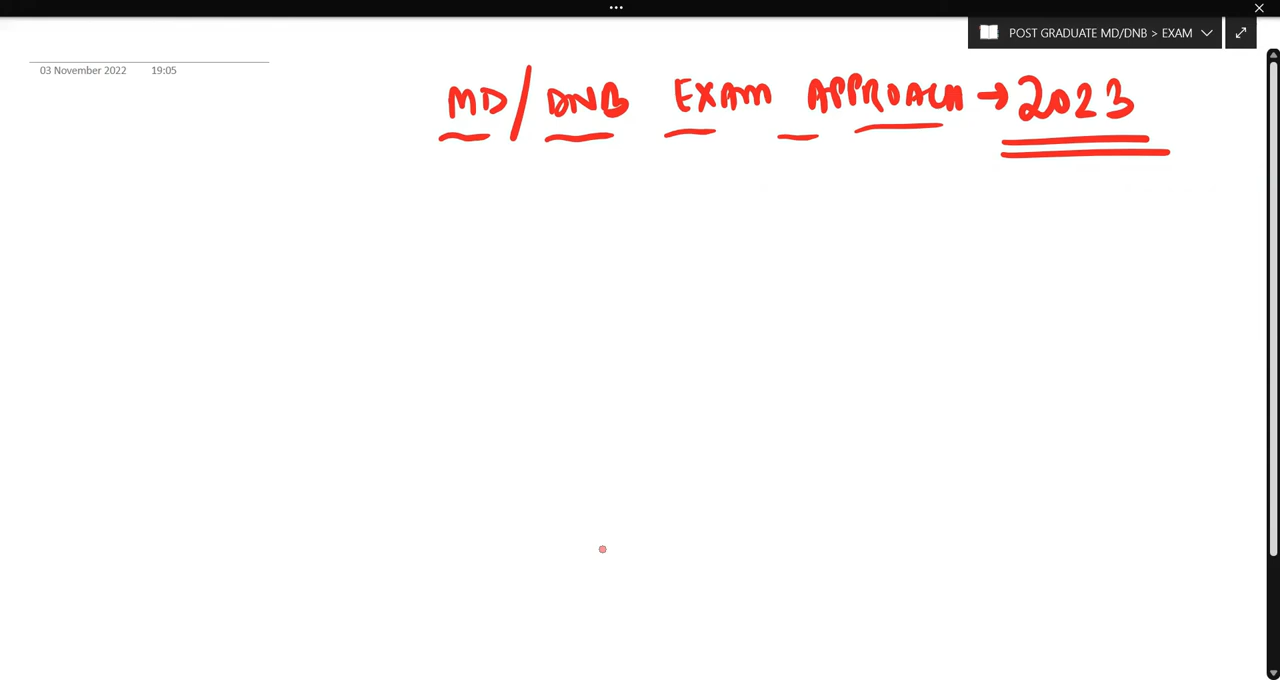 POST GRADUATE MD/DNB > EXAM
03 November 2022 19:05
MD/DNB EXAM APPROACH → 2023